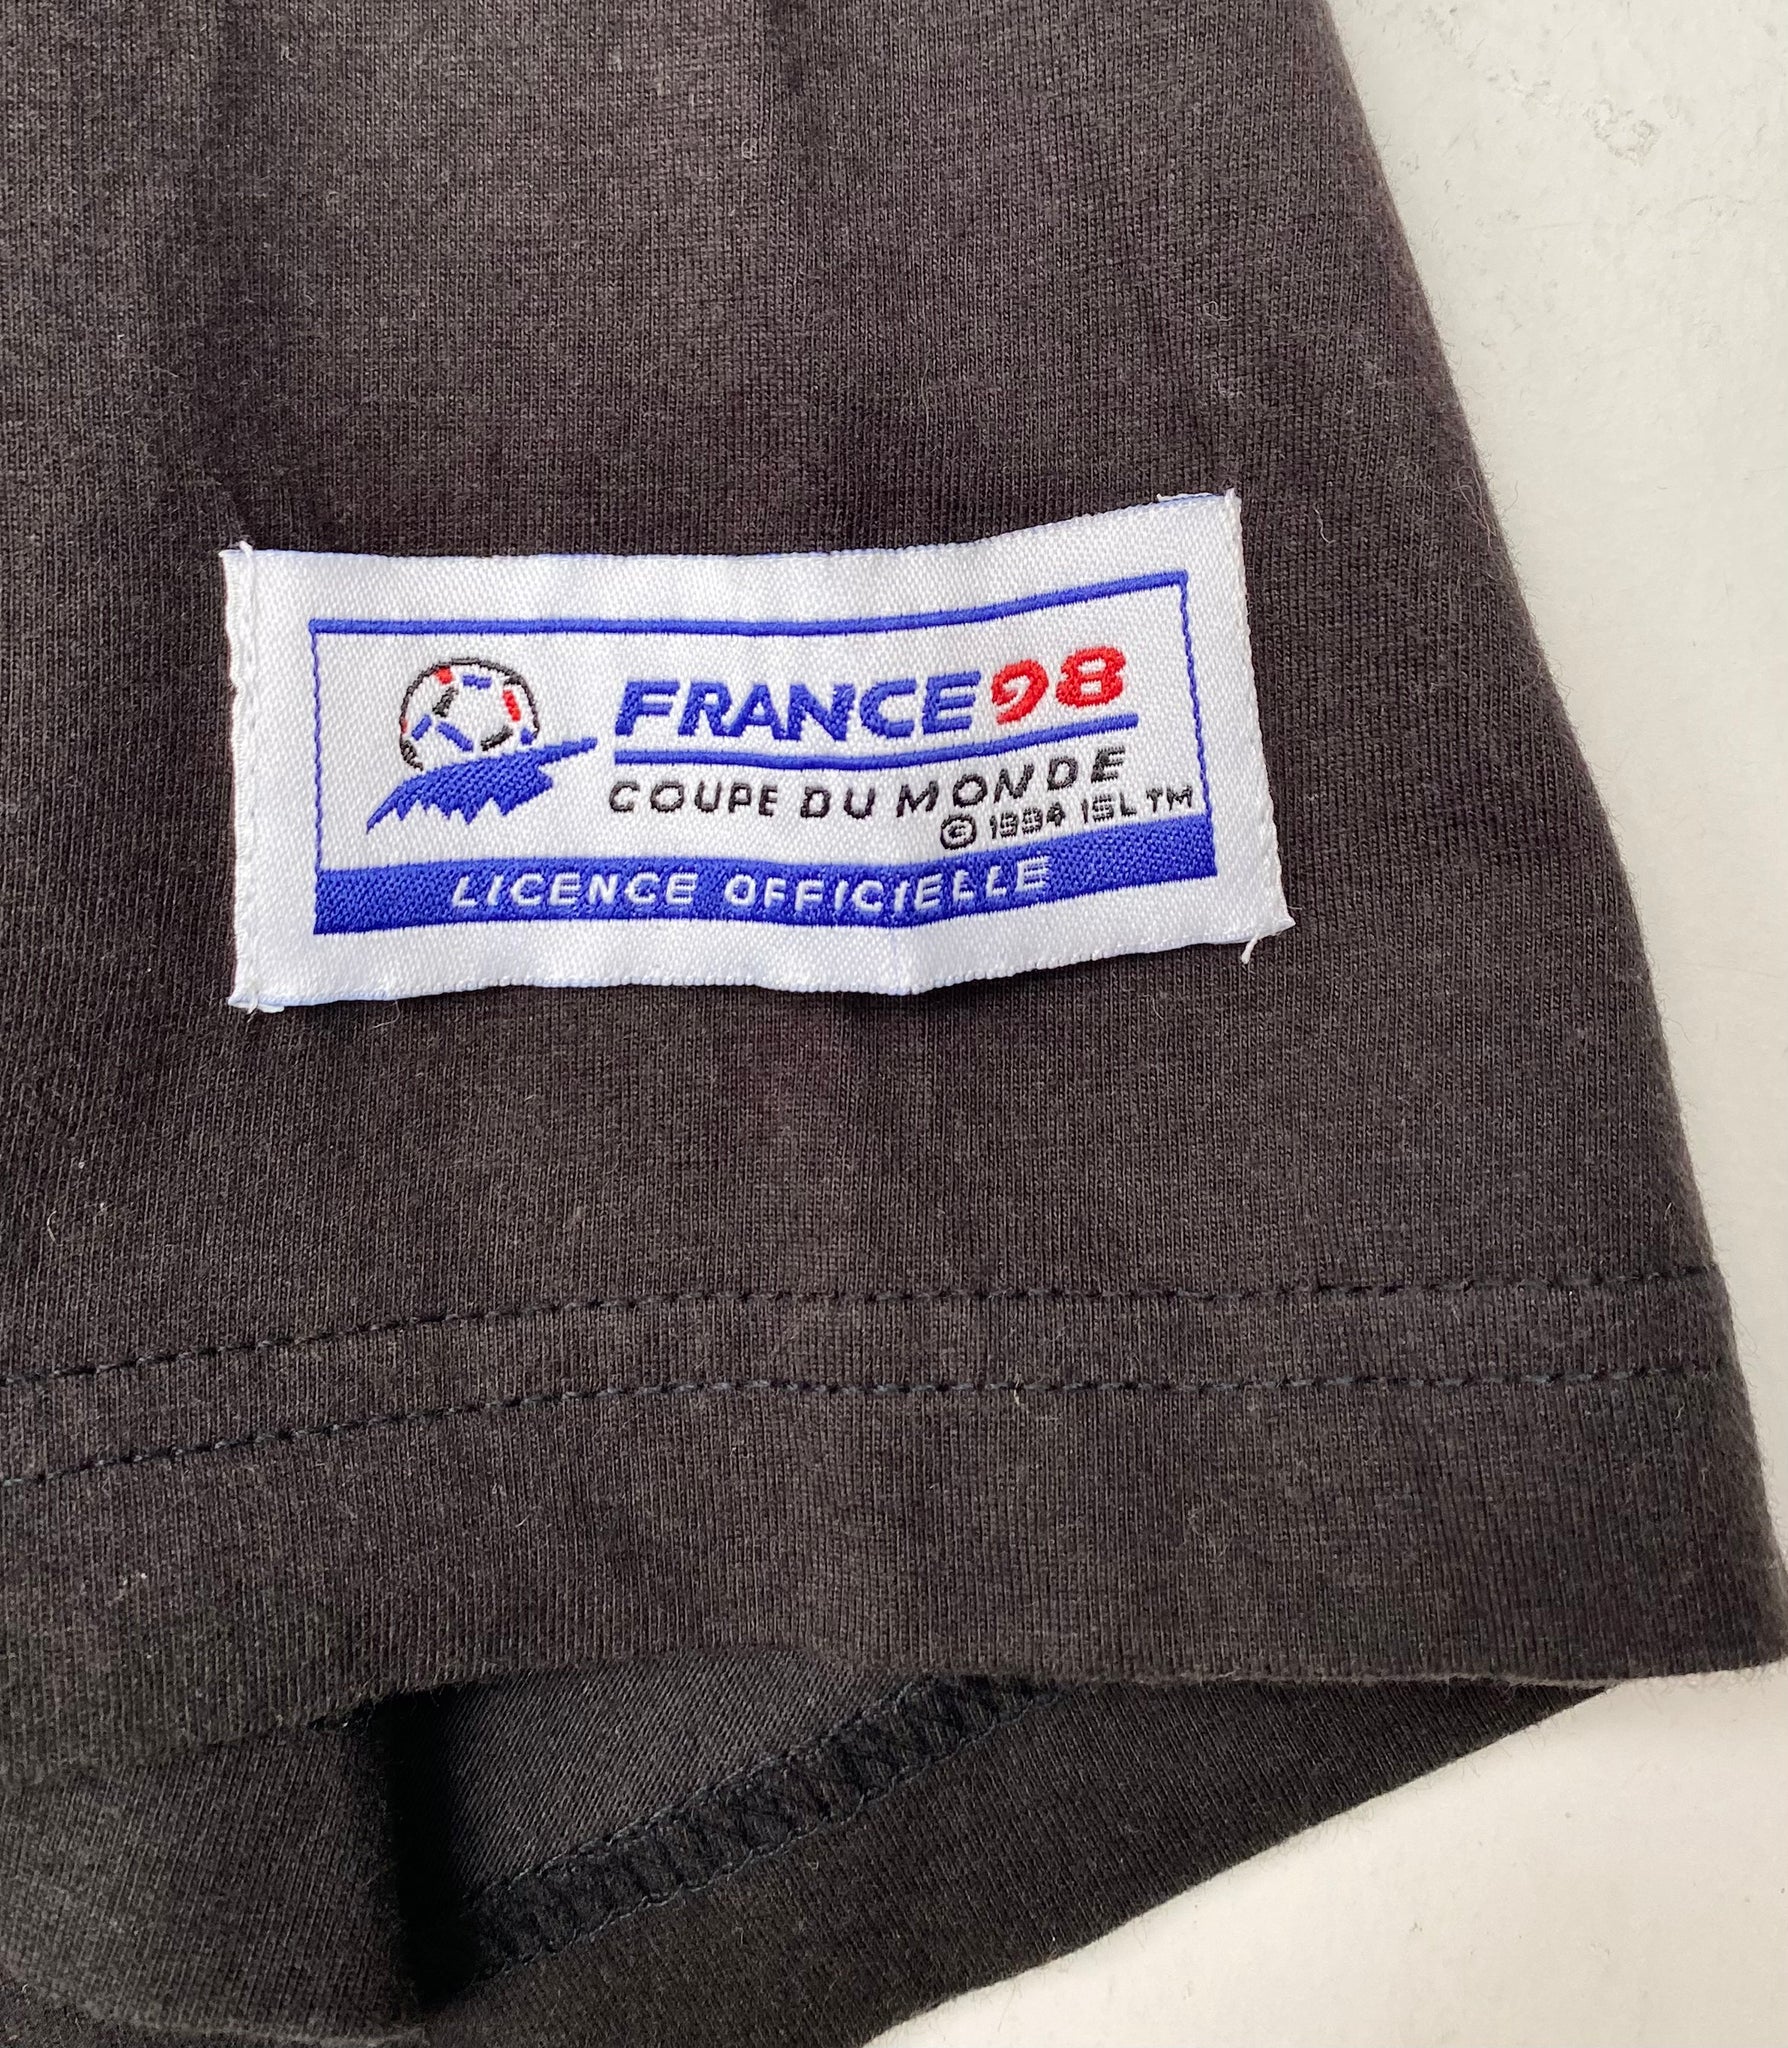 FRANCE98
COUPE DU MONDE
© 1994 ISL TM
LICENCE OFFICIELLE